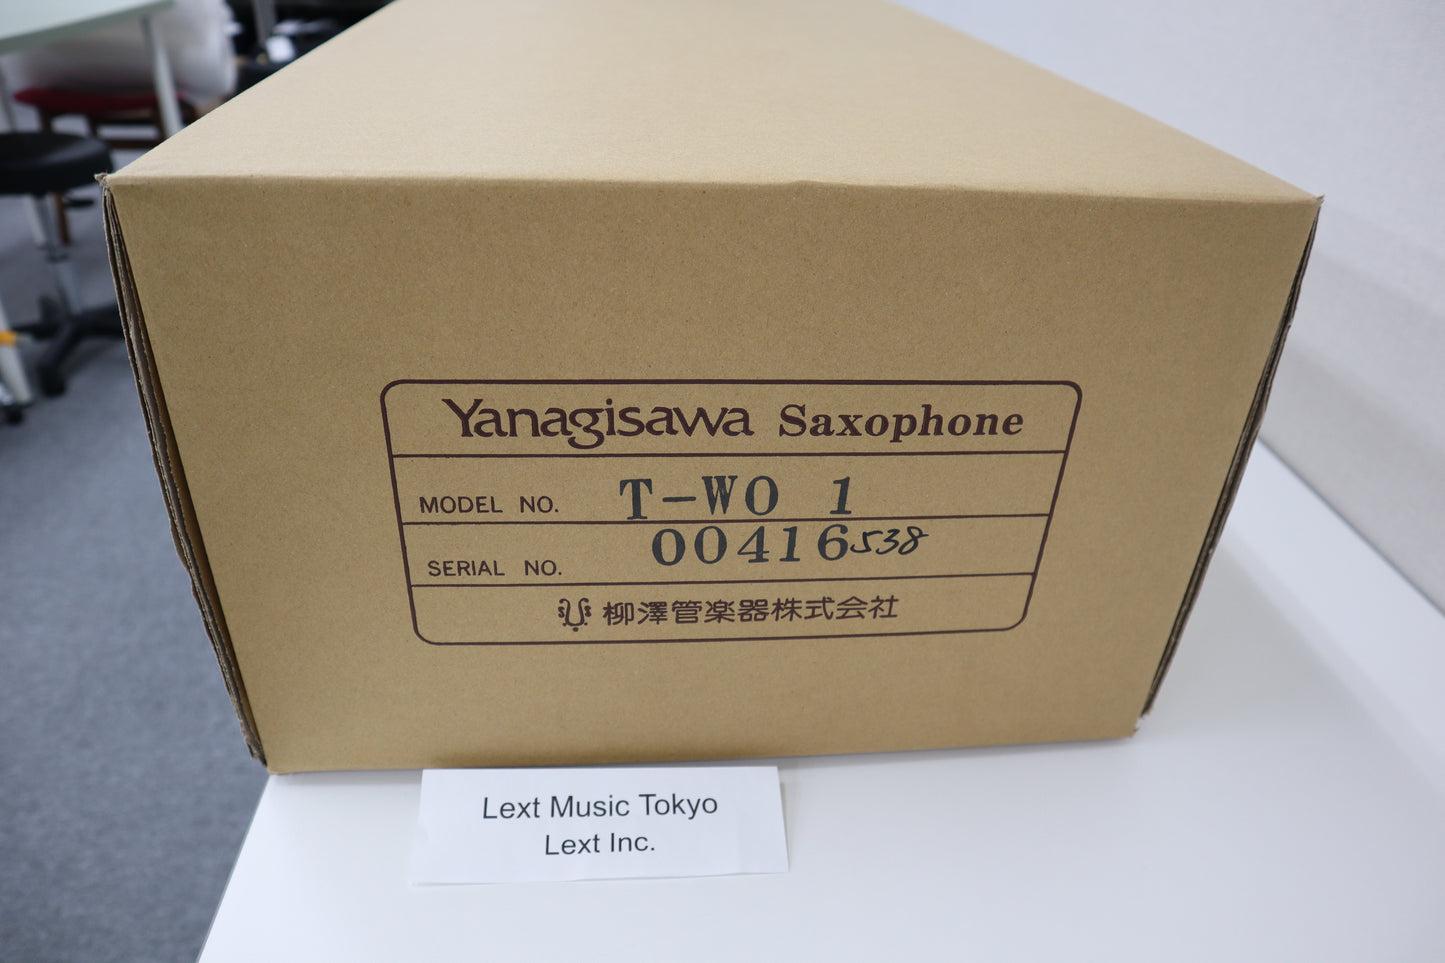 Yanagisawa Saxophone
MODEL NO. T-WO 1
SERIAL NO. 00416538
柳澤管楽器株式会社
Lext Music Tokyo
Lext Inc.